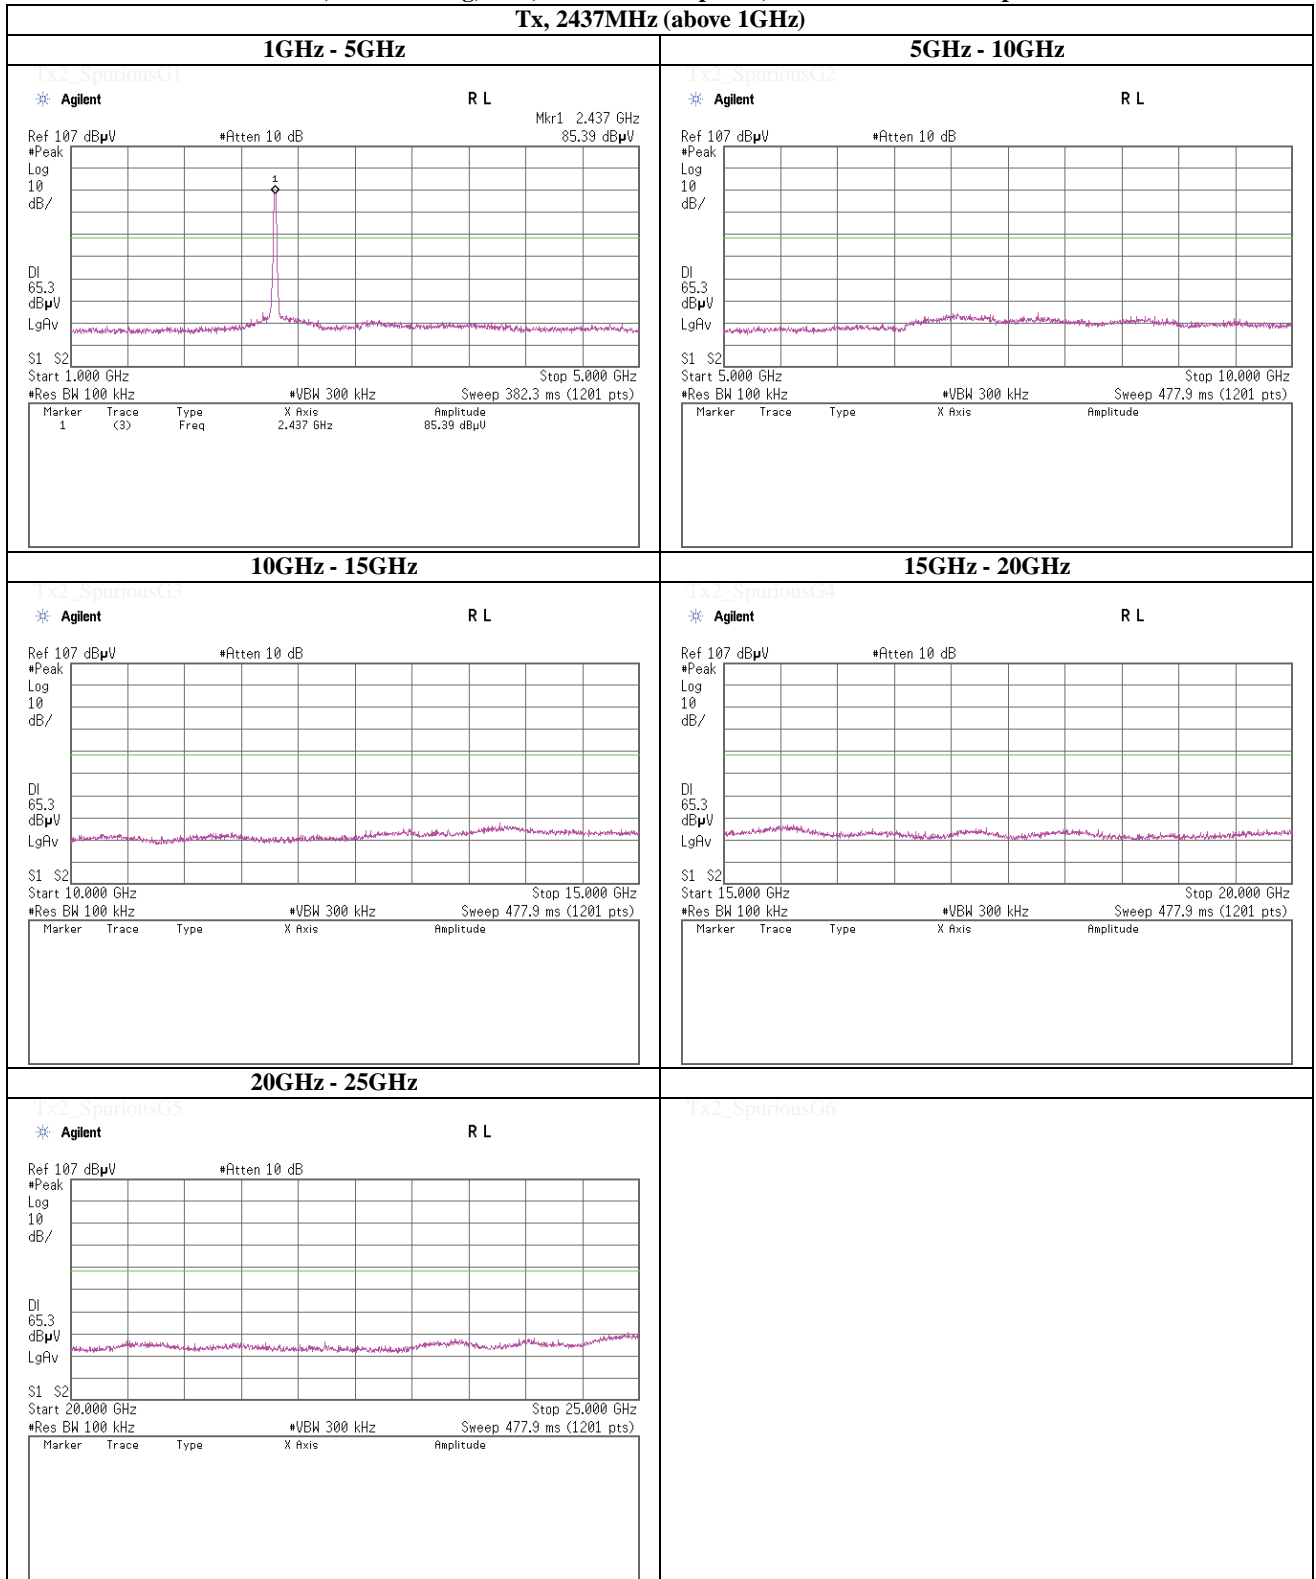 Tx, 2437MHz (above 1GHz)
1GHz - 5GHz
Tx2_SpuriousG1
Agilent
R L
Mkr1 2.437 GHz
Ref 107 dBµV #Atten 10 dB 85.39 dBµV
#Peak
Log
10
dB/
1
DI
65.3
dBµV
LgAv
S1 S2
Start 1.000 GHz Stop 5.000 GHz
#Res BW 100 kHz #VBW 300 kHz Sweep 382.3 ms (1201 pts)
Marker Trace Type X Axis Amplitude
1 (3) Freq 2.437 GHz 85.39 dBµV
5GHz - 10GHz
Tx2_SpuriousG2
Agilent
R L
Ref 107 dBµV #Atten 10 dB
#Peak
Log
10
dB/
DI
65.3
dBµV
LgAv
S1 S2
Start 5.000 GHz Stop 10.000 GHz
#Res BW 100 kHz #VBW 300 kHz Sweep 477.9 ms (1201 pts)
Marker Trace Type X Axis Amplitude
10GHz - 15GHz
Tx2_SpuriousG3
Agilent
R L
Ref 107 dBµV #Atten 10 dB
#Peak
Log
10
dB/
DI
65.3
dBµV
LgAv
S1 S2
Start 10.000 GHz Stop 15.000 GHz
#Res BW 100 kHz #VBW 300 kHz Sweep 477.9 ms (1201 pts)
Marker Trace Type X Axis Amplitude
15GHz - 20GHz
Tx2_SpuriousG4
Agilent
R L
Ref 107 dBµV #Atten 10 dB
#Peak
Log
10
dB/
DI
65.3
dBµV
LgAv
S1 S2
Start 15.000 GHz Stop 20.000 GHz
#Res BW 100 kHz #VBW 300 kHz Sweep 477.9 ms (1201 pts)
Marker Trace Type X Axis Amplitude
20GHz - 25GHz
Tx2_SpuriousG5
Agilent
R L
Ref 107 dBµV #Atten 10 dB
#Peak
Log
10
dB/
DI
65.3
dBµV
LgAv
S1 S2
Start 20.000 GHz Stop 25.000 GHz
#Res BW 100 kHz #VBW 300 kHz Sweep 477.9 ms (1201 pts)
Marker Trace Type X Axis Amplitude
Tx2_SpuriousG6